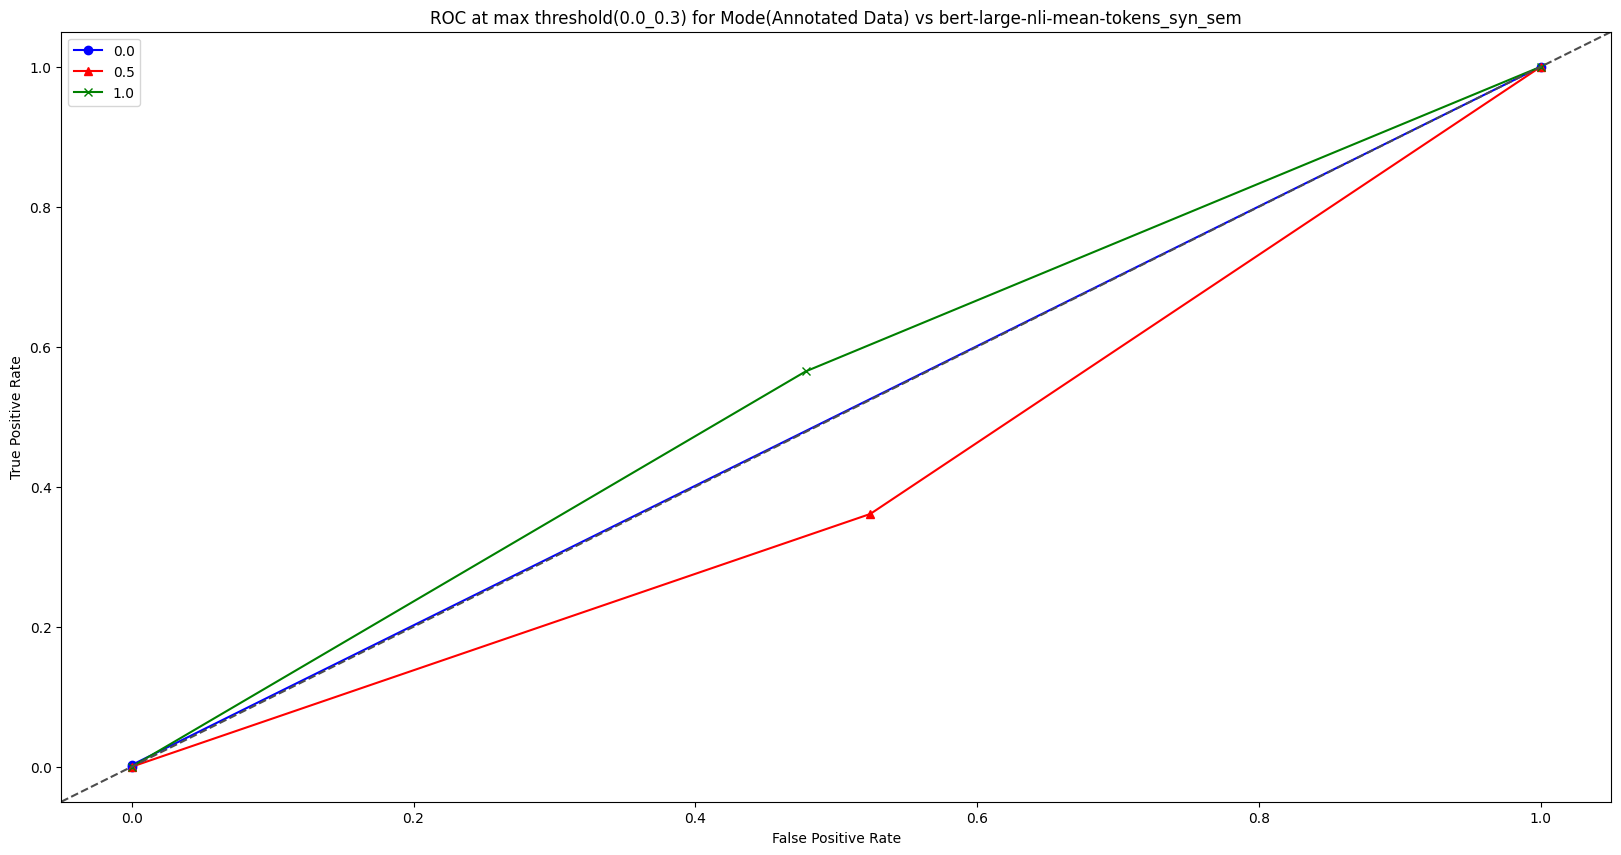 ROC at max threshold(0.0_0.3) for Mode(Annotated Data) vs bert-large-nli-mean-tokens_syn_sem
0.0
0.5
1.0
1.0
0.8
0.6
0.4
0.2
0.0
True Positive Rate
0.0 0.2 0.4 0.6 0.8 1.0
False Positive Rate